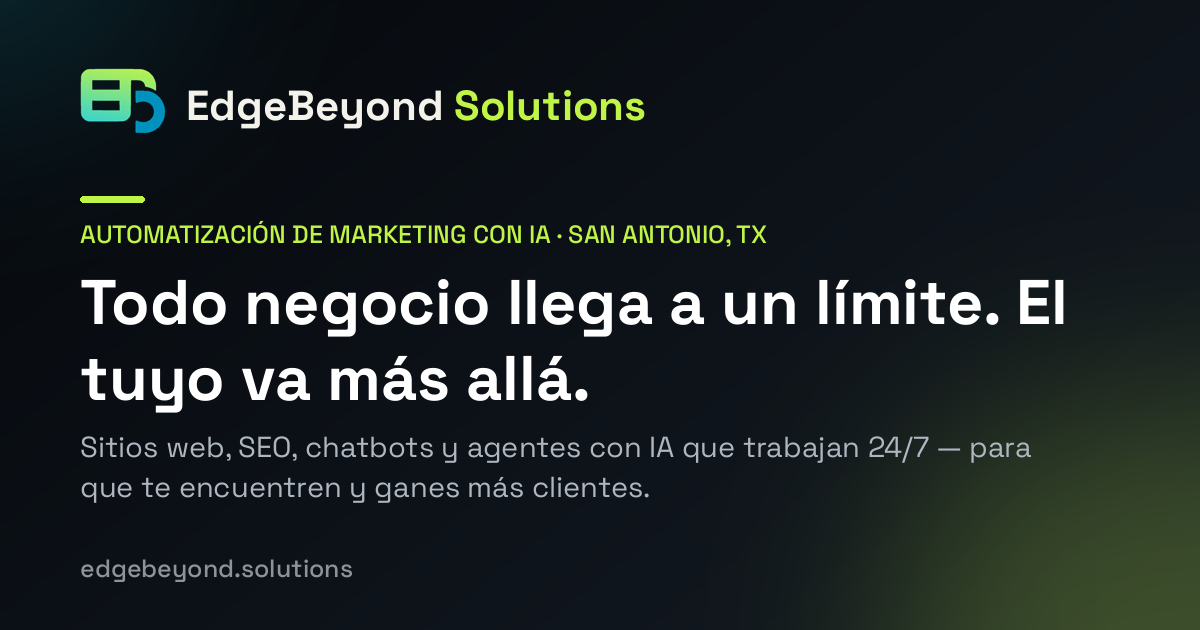 EdgeBeyond Solutions
AUTOMATIZACIÓN DE MARKETING CON IA · SAN ANTONIO, TX
Todo negocio llega a un límite. El
tuyo va más allá.
Sitios web, SEO, chatbots y agentes con IA que trabajan 24/7 — para
que te encuentren y ganes más clientes.
edgebeyond.solutions